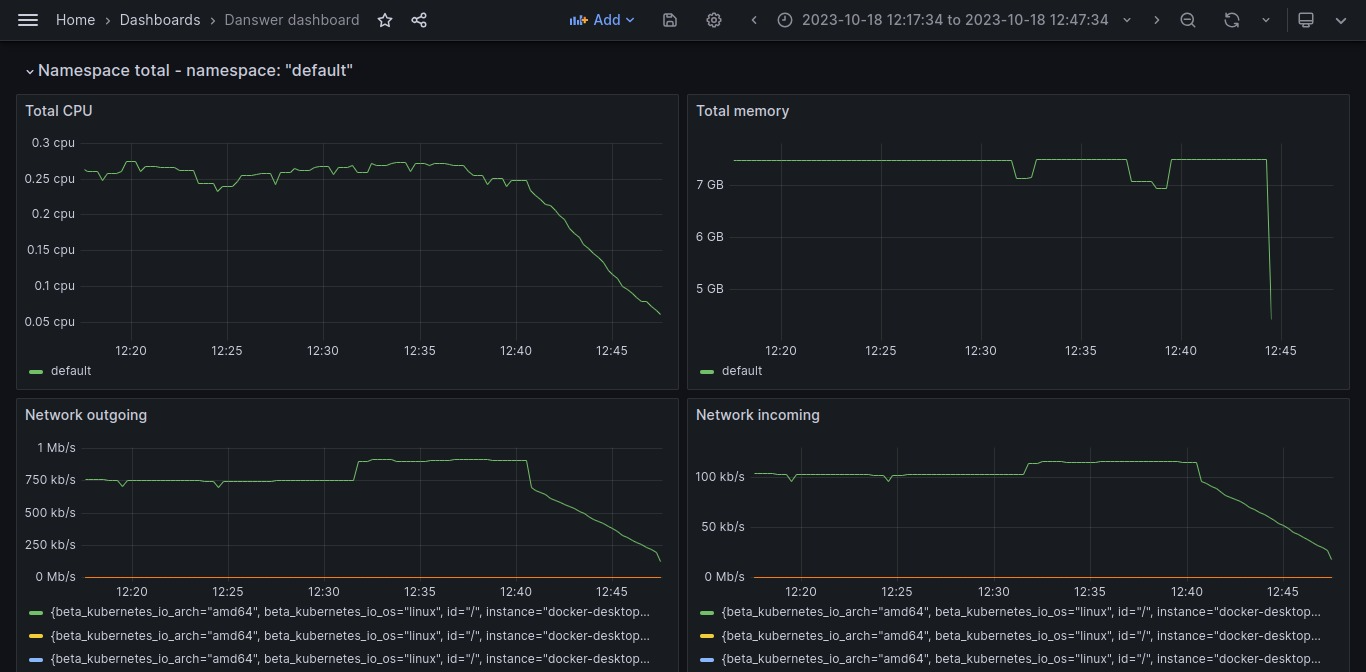 Home › Dashboards › Danswer dashboard Add 2023-10-18 12:17:34 to 2023-10-18 12:47:34
Namespace total - namespace: "default"
Total CPU
0.3 cpu
0.25 cpu
0.2 cpu
0.15 cpu
0.1 cpu
0.05 cpu
12:20 12:25 12:30 12:35 12:40 12:45
default
Total memory
7 GB
6 GB
5 GB
12:20 12:25 12:30 12:35 12:40 12:45
default
Network outgoing
1 Mb/s
750 kb/s
500 kb/s
250 kb/s
0 Mb/s
12:20 12:25 12:30 12:35 12:40 12:45
{beta_kubernetes_io_arch="amd64", beta_kubernetes_io_os="linux", id="/", instance="docker-desktop...
{beta_kubernetes_io_arch="amd64", beta_kubernetes_io_os="linux", id="/", instance="docker-desktop...
{beta_kubernetes_io_arch="amd64", beta_kubernetes_io_os="linux", id="/", instance="docker-desktop...
Network incoming
100 kb/s
50 kb/s
0 Mb/s
12:20 12:25 12:30 12:35 12:40 12:45
{beta_kubernetes_io_arch="amd64", beta_kubernetes_io_os="linux", id="/", instance="docker-desktop...
{beta_kubernetes_io_arch="amd64", beta_kubernetes_io_os="linux", id="/", instance="docker-desktop...
{beta_kubernetes_io_arch="amd64", beta_kubernetes_io_os="linux", id="/", instance="docker-desktop...